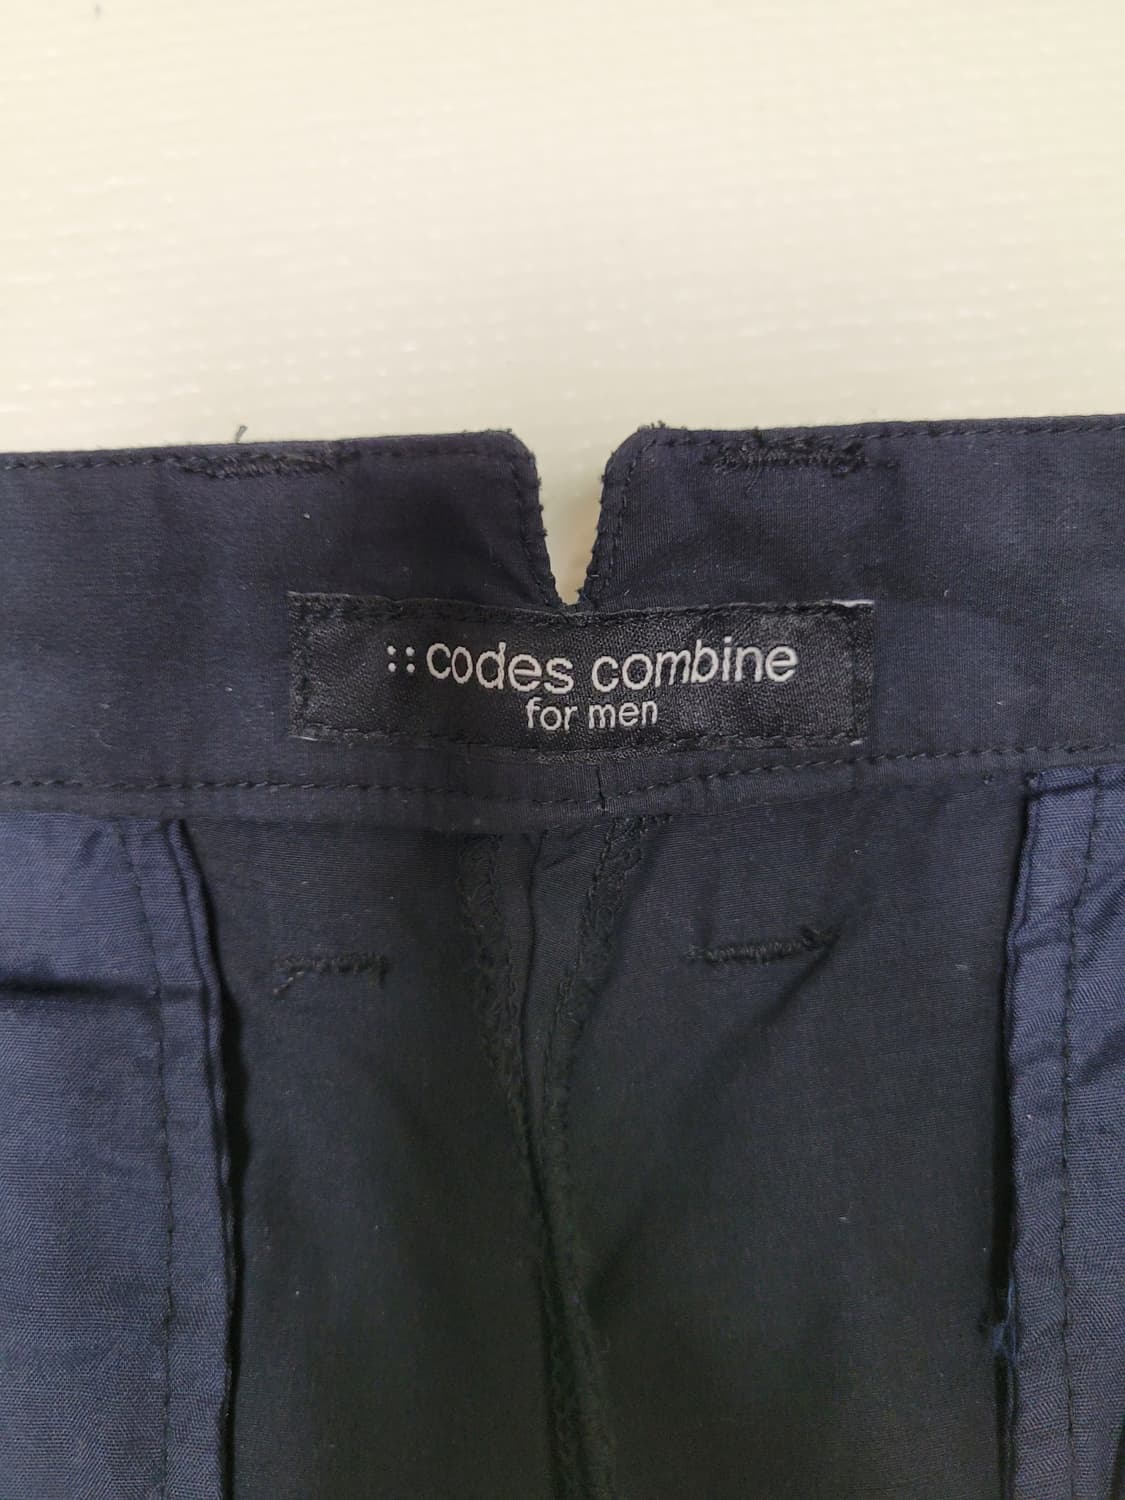 ::codes combine
for men